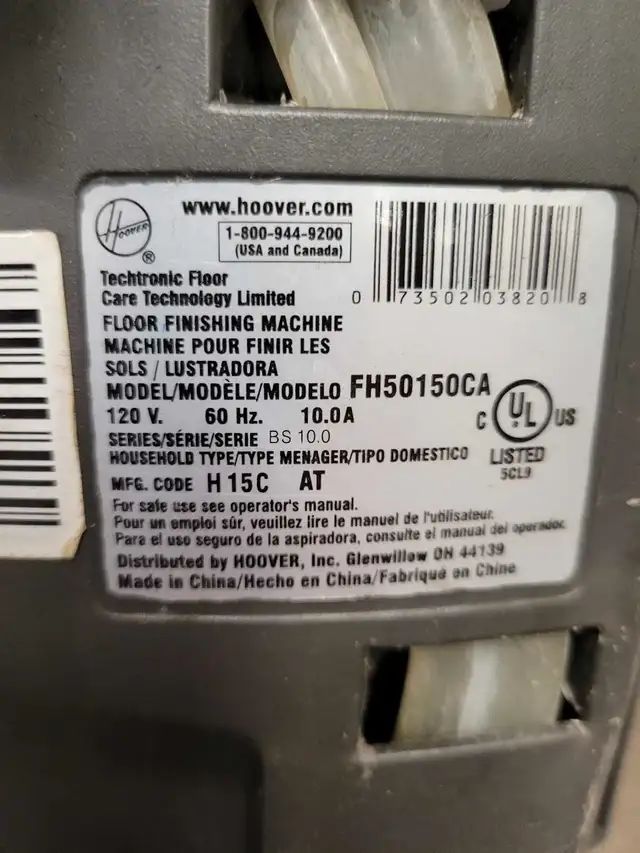 HOOVER
®
www.hoover.com
1-800-944-9200
(USA and Canada)
Techtronic Floor
Care Technology Limited
0 73502 03820 8
FLOOR FINISHING MACHINE
MACHINE POUR FINIR LES
SOLS / LUSTRADORA
MODEL/MODÈLE/MODELO FH50150CA
120 V. 60 Hz. 10.0A
SERIES/SÉRIE/SERIE BS 10.0
HOUSEHOLD TYPE/TYPE MENAGER/TIPO DOMESTICO
C UL US
LISTED
5CL9
MFG. CODE H15C AT
For safe use see operator's manual.
Pour un emploi sûr, veuillez lire le manuel de l'utilisateur.
Para el uso seguro de la aspiradora, consulte el manual del operador.
Distributed by HOOVER, Inc. Glenwillow OH 44139
Made in China/Hecho en China/Fabriqué en Chine